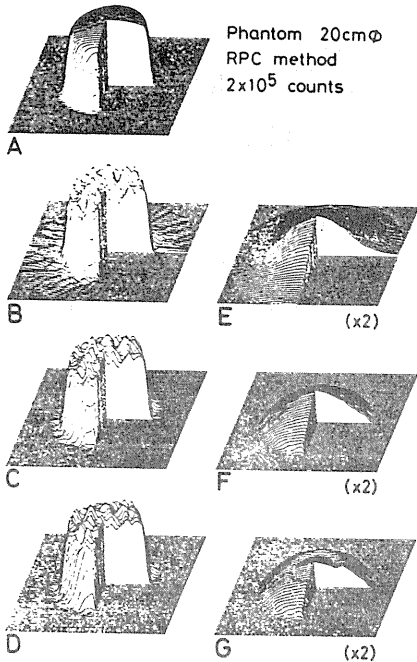 Phantom 20cmϕ
RPC method
2x10⁵ counts
A
B
E
(x2)
C
F
(x2)
D
G
(x2)